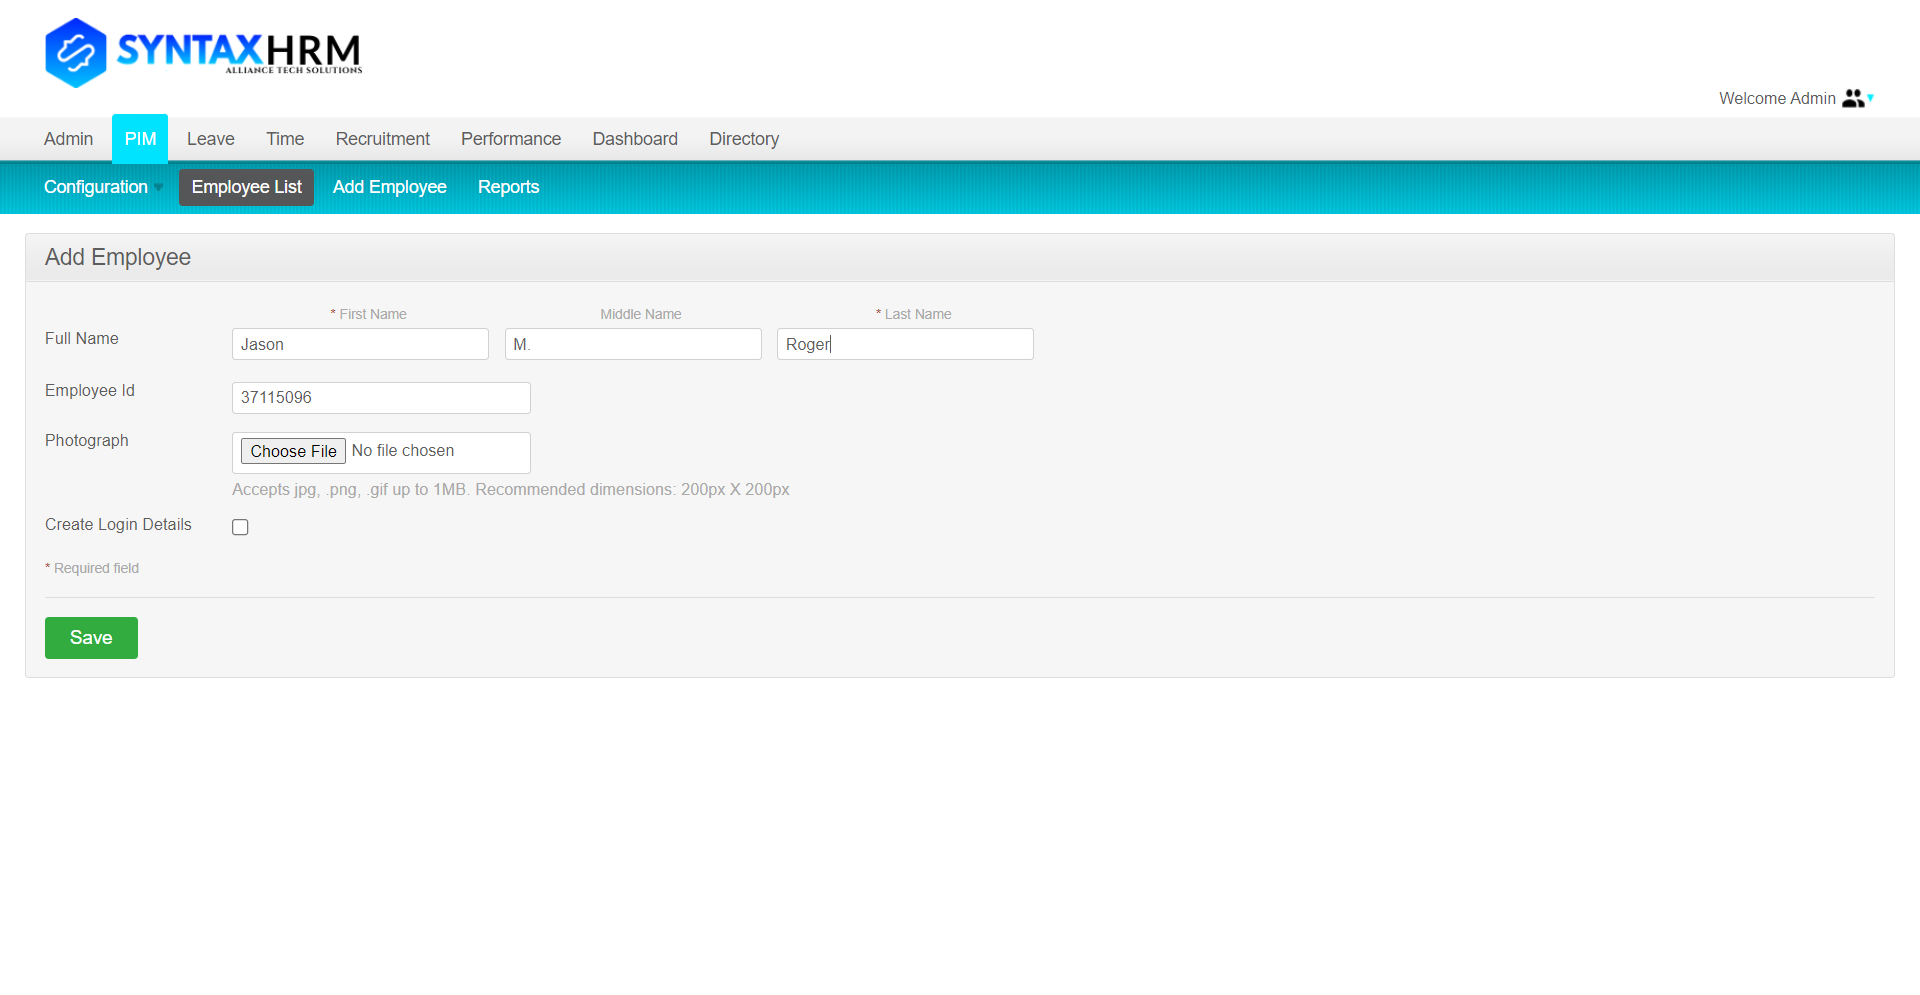 SYNTAXHRM
ALLIANCE TECH SOLUTIONS
Welcome Admin
Admin PIM Leave Time Recruitment Performance Dashboard Directory
Configuration Employee List Add Employee Reports
Add Employee
* First Name Middle Name * Last Name
Full Name Jason M. Roger
Employee Id 37115096
Photograph Choose File No file chosen
Accepts jpg, .png, .gif up to 1MB. Recommended dimensions: 200px X 200px
Create Login Details
* Required field
Save